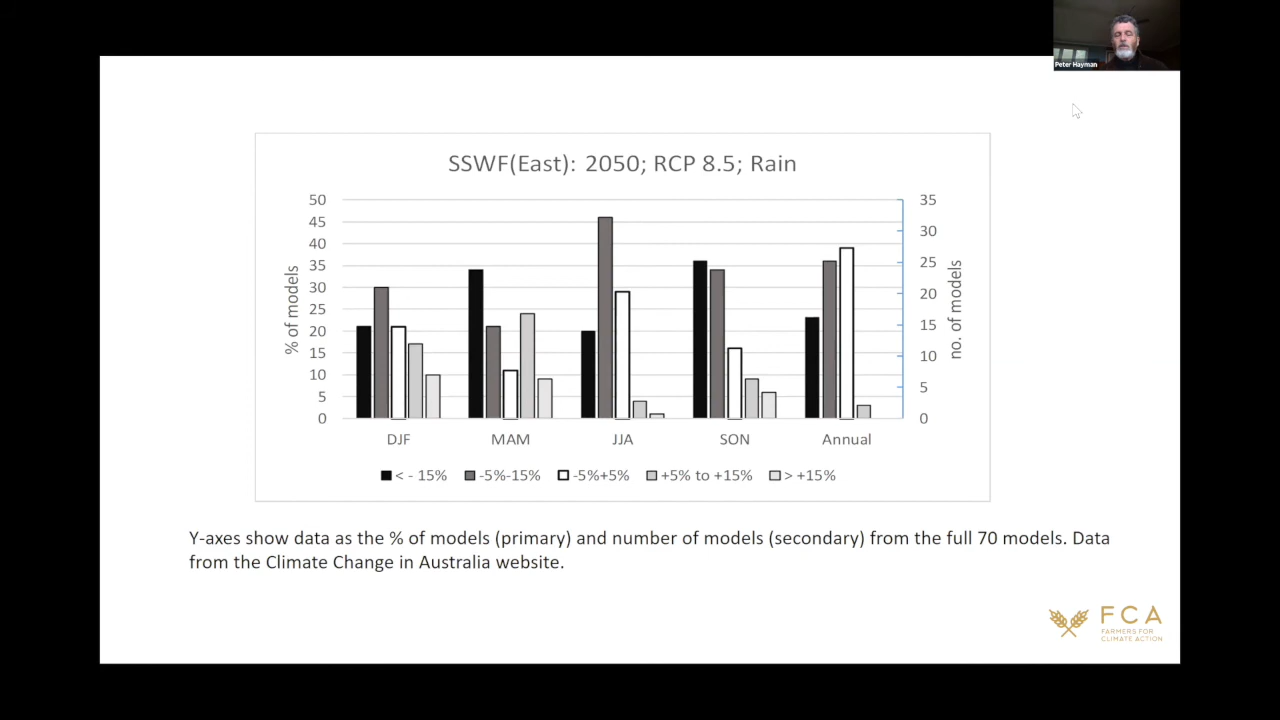 Peter Hayman
SSWF(East): 2050; RCP 8.5; Rain
50
45
40
35
30
25
20
15
10
5
0
% of models
35
30
25
20
15
10
5
0
no. of models
DJF
MAM
JJA
SON
Annual
< - 15%
-5%-15%
-5%+5%
+5% to +15%
> +15%
Y-axes show data as the % of models (primary) and number of models (secondary) from the full 70 models. Data
from the Climate Change in Australia website.
FCA
FARMERS FOR
CLIMATE ACTION